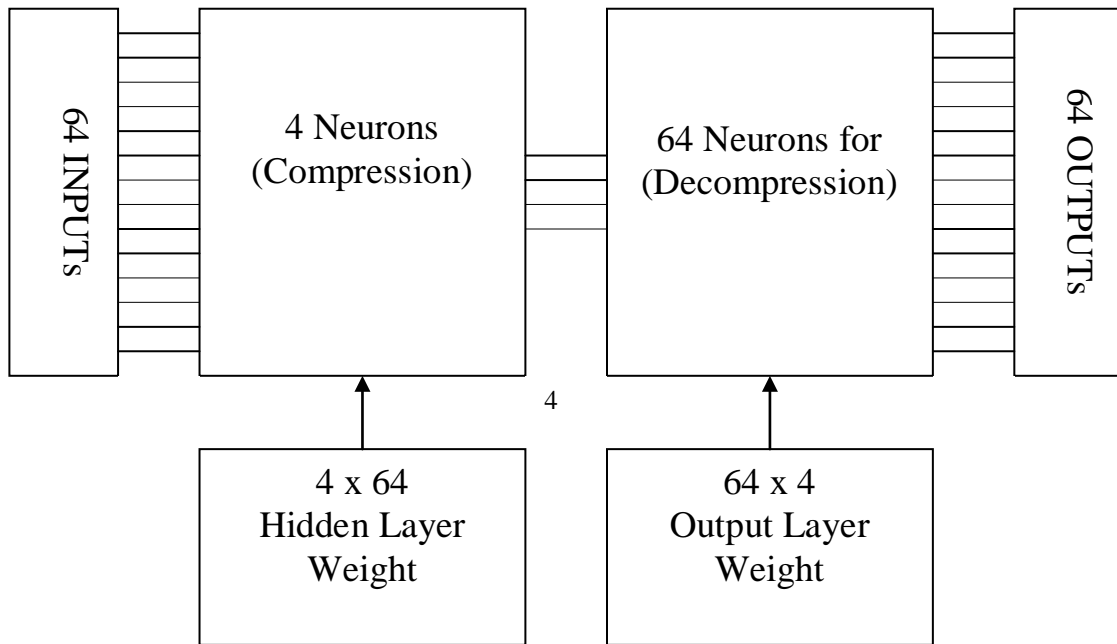 64 INPUTs
4 Neurons
(Compression)
64 Neurons for
(Decompression)
64 OUTPUTs
4
4 x 64
Hidden Layer
Weight
64 x 4
Output Layer
Weight